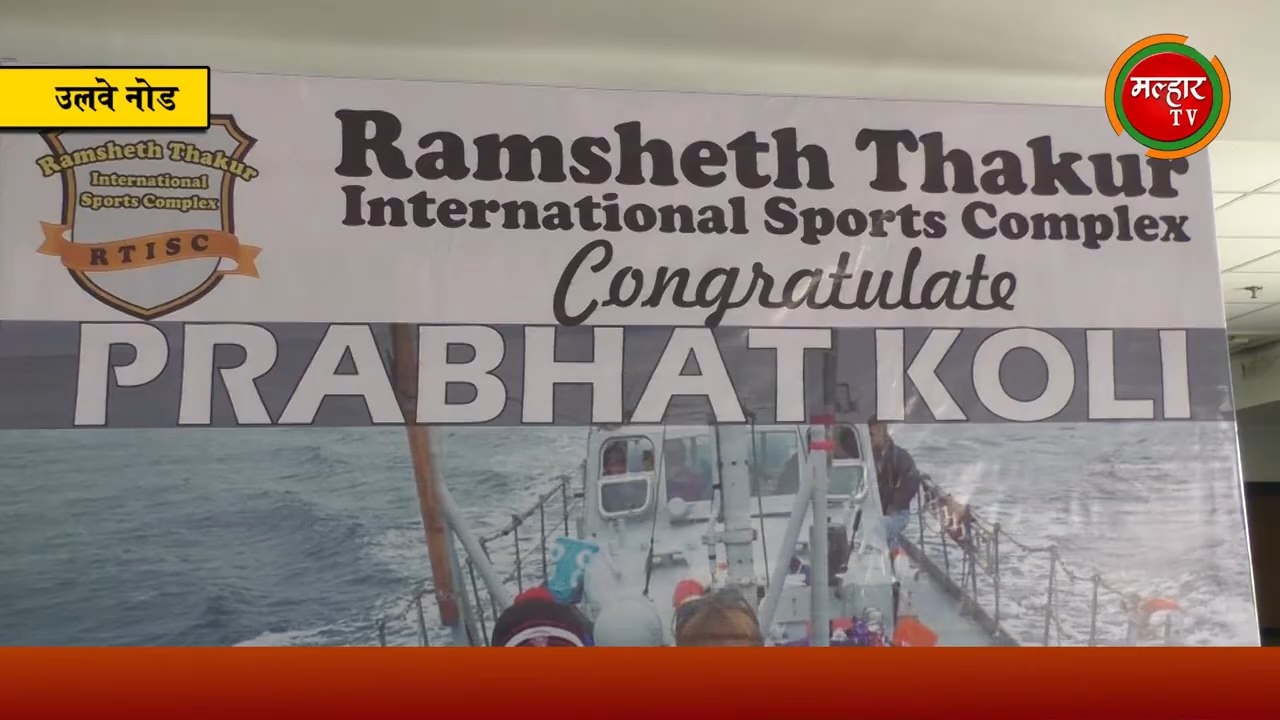 उलवे नोड
मल्हार
TV
Ramsheth Thakur
International
Sports Complex
RTISC
Ramsheth Thakur
International Sports Complex
Congratulate
PRABHAT KOLI